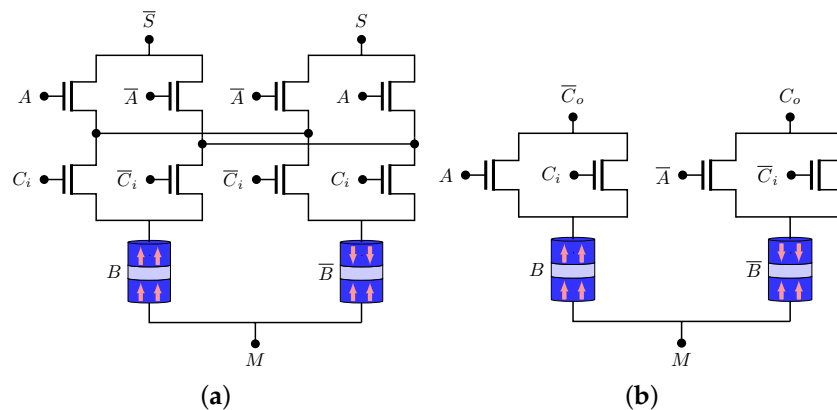 S̅ S
A A̅ A̅ A
C̅ₒ Cₒ
Cᵢ C̅ᵢ C̅ᵢ Cᵢ
A Cᵢ A̅ C̅ᵢ
B B̅ B B̅
M M
(a) (b)